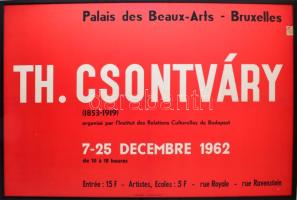 Palais des Beaux-Arts - Bruxelles
TH. CSONTVÁRY
(1853-1919)
organisé par l'Institut des Relations Culturelles de Budapest
7-25 DECEMBRE 1962
de 10 à 18 heures
Entrée : 15 F - Artistes, Ecoles : 5 F - rue Royale - rue Ravenstein